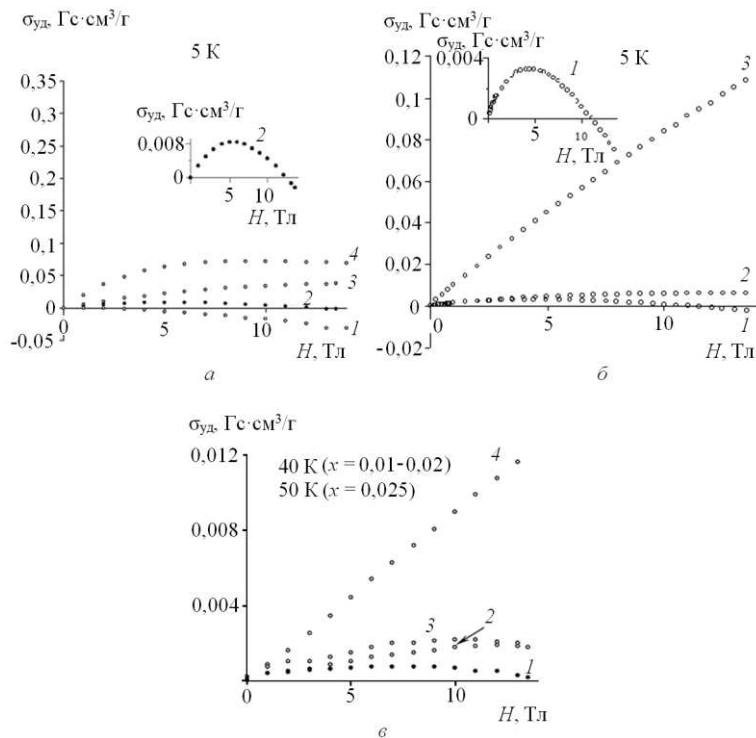 σуд, Гс·см³/г
5 К
0,35
0,3
0,25
0,2
0,15
0,1
0,05
0
-0,05
5
10
H, Тл
σуд, Гс·см³/г
0,008
0
2
5
10
H, Тл
4
3
2
1
а
σуд, Гс·см³/г
5 К
0,12
0,1
0,08
0,06
0,04
0,02
0
-0,02
0
5
10
H, Тл
σуд, Гс·см³/г
0,004
0
1
5
10
H, Тл
3
2
1
б
σуд, Гс·см³/г
0,012
0,008
0,004
40 К (x = 0,01-0,02)
50 К (x = 0,025)
4
3
2
1
0
5
10
H, Тл
в